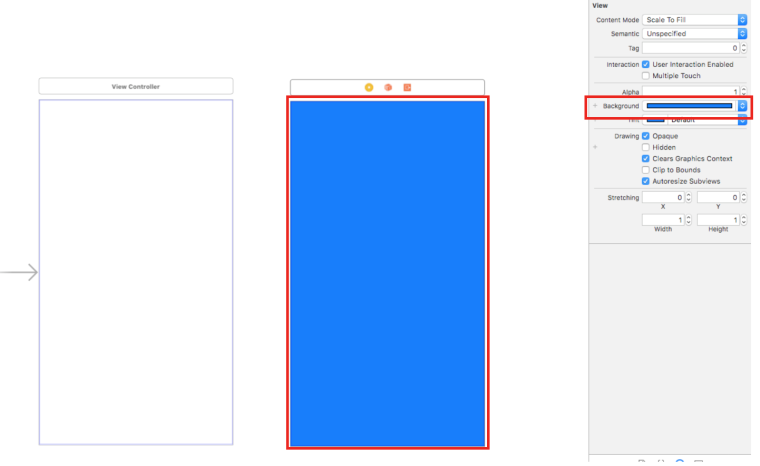 View
Content Mode Scale To Fill
Semantic Unspecified
Tag 0
Interaction User Interaction Enabled
Multiple Touch
View Controller
Alpha 1
+ Background
Tint Default
Drawing Opaque
+ Hidden
Clears Graphics Context
Clip to Bounds
Autoresize Subviews
Stretching 0 0
X Y
1 1
Width Height